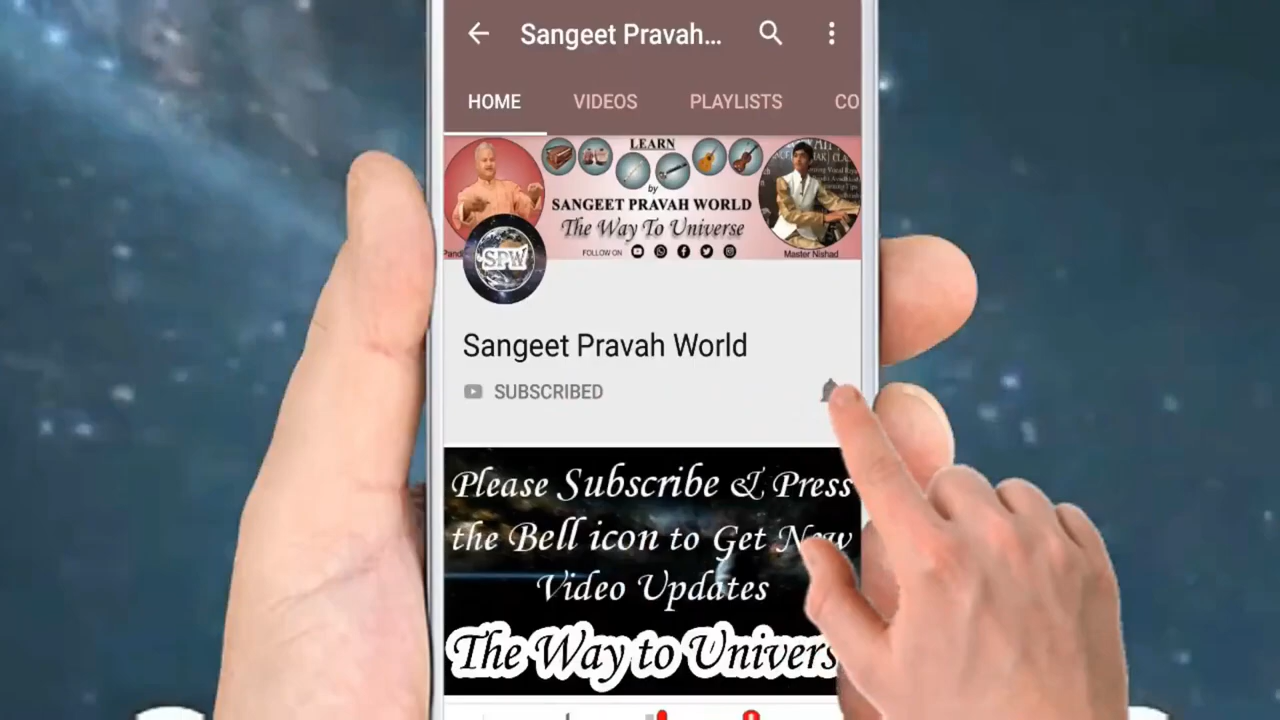 Sangeet Pravah...
HOME VIDEOS PLAYLISTS CO
LEARN
by
SANGEET PRAVAH WORLD
The Way To Universe
FOLLOW ON
Pand
Master Nishad
SPW
Sangeet Pravah World
SUBSCRIBED
Please Subscribe & Press
the Bell icon to Get New
Video Updates
The Way to Univers